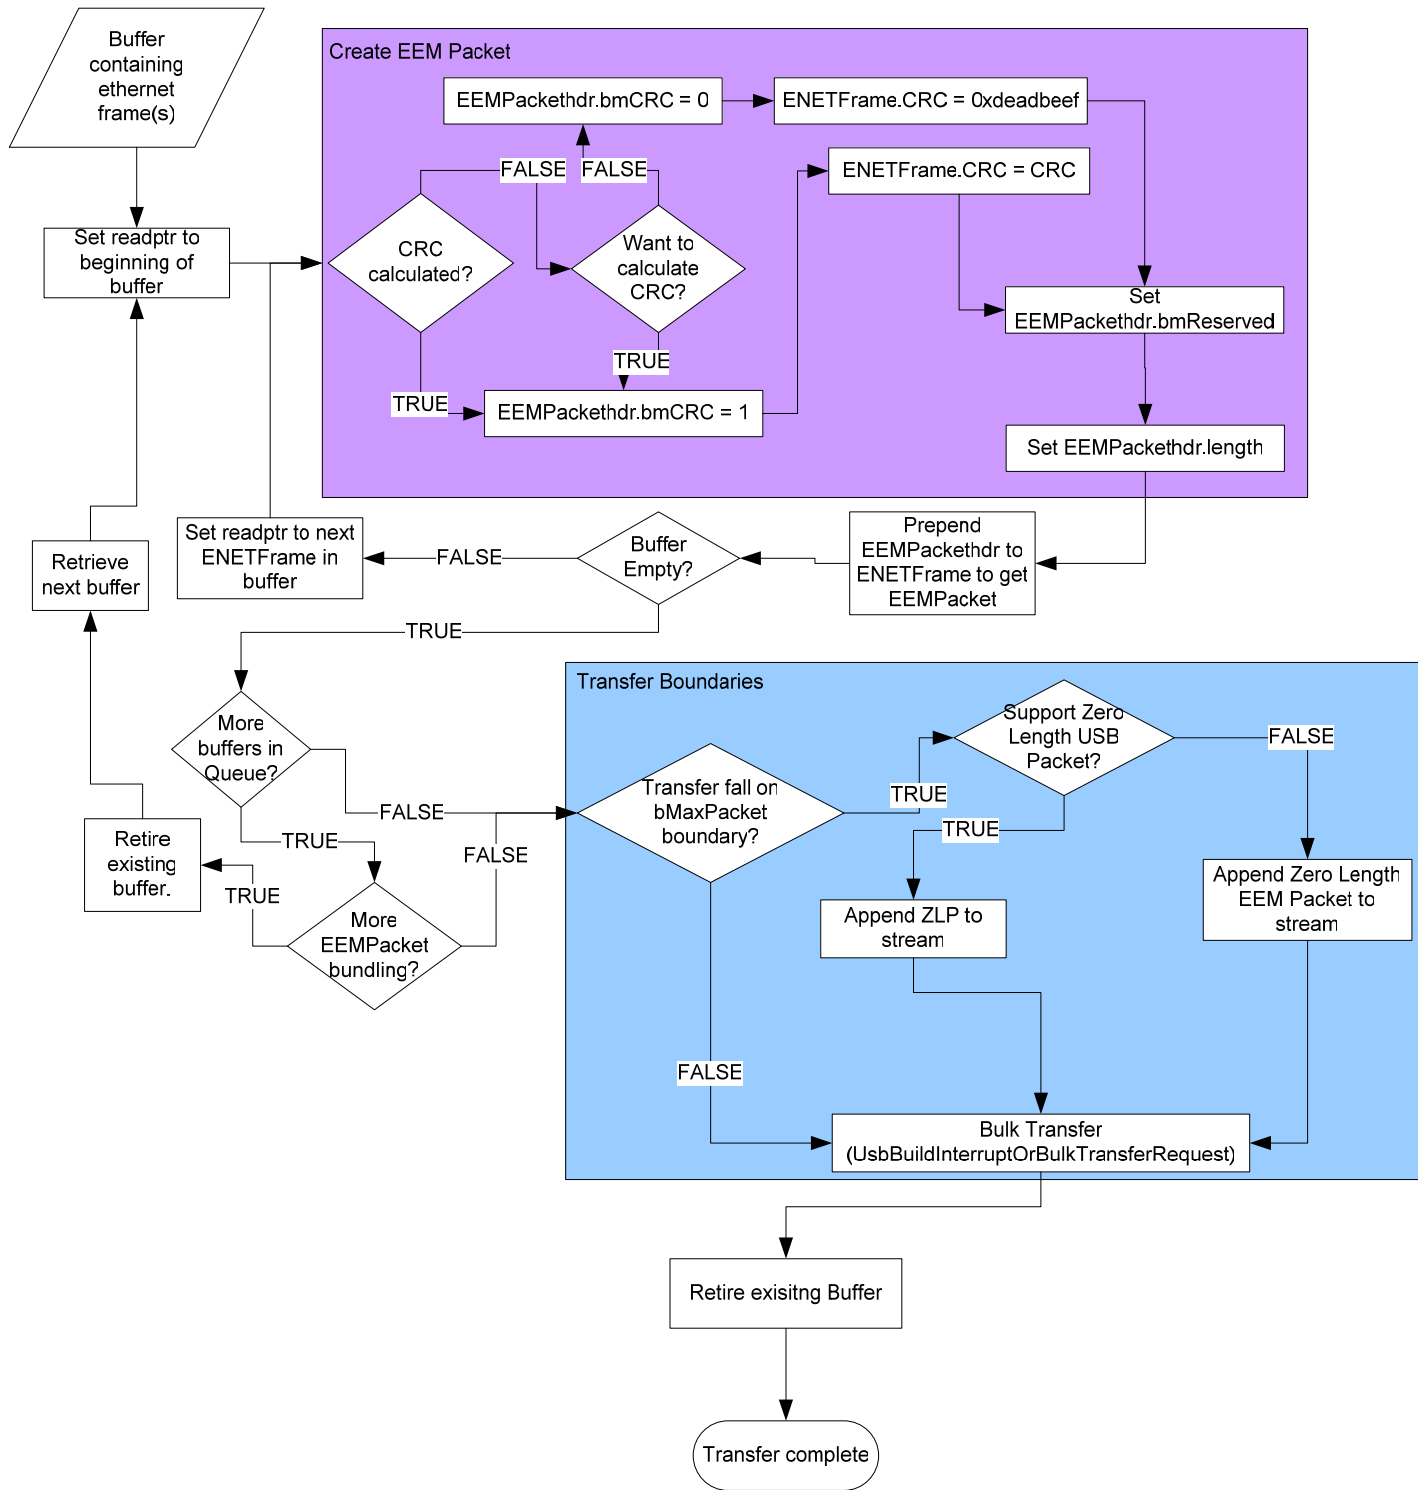 Buffer
containing
ethernet
frame(s)
Create EEM Packet
EEMPackethdr.bmCRC = 0
ENETFrame.CRC = 0xdeadbeef
FALSE
FALSE
ENETFrame.CRC = CRC
Set readptr to
beginning of
buffer
CRC
calculated?
Want to
calculate
CRC?
Set
EEMPackethdr.bmReserved
TRUE
TRUE
EEMPackethdr.bmCRC = 1
Set EEMPackethdr.length
Retrieve
next buffer
Set readptr to next
ENETFrame in
buffer
FALSE
Buffer
Empty?
Prepend
EEMPackethdr to
ENETFrame to get
EEMPacket
TRUE
Transfer Boundaries
More
buffers in
Queue?
Support Zero
Length USB
Packet?
FALSE
Transfer fall on
bMaxPacket
boundary?
TRUE
FALSE
TRUE
TRUE
FALSE
Retire
existing
buffer.
TRUE
More
EEMPacket
bundling?
Append ZLP to
stream
Append Zero Length
EEM Packet to
stream
FALSE
Bulk Transfer
(UsbBuildInterruptOrBulkTransferRequest)
Retire exisitng Buffer
Transfer complete